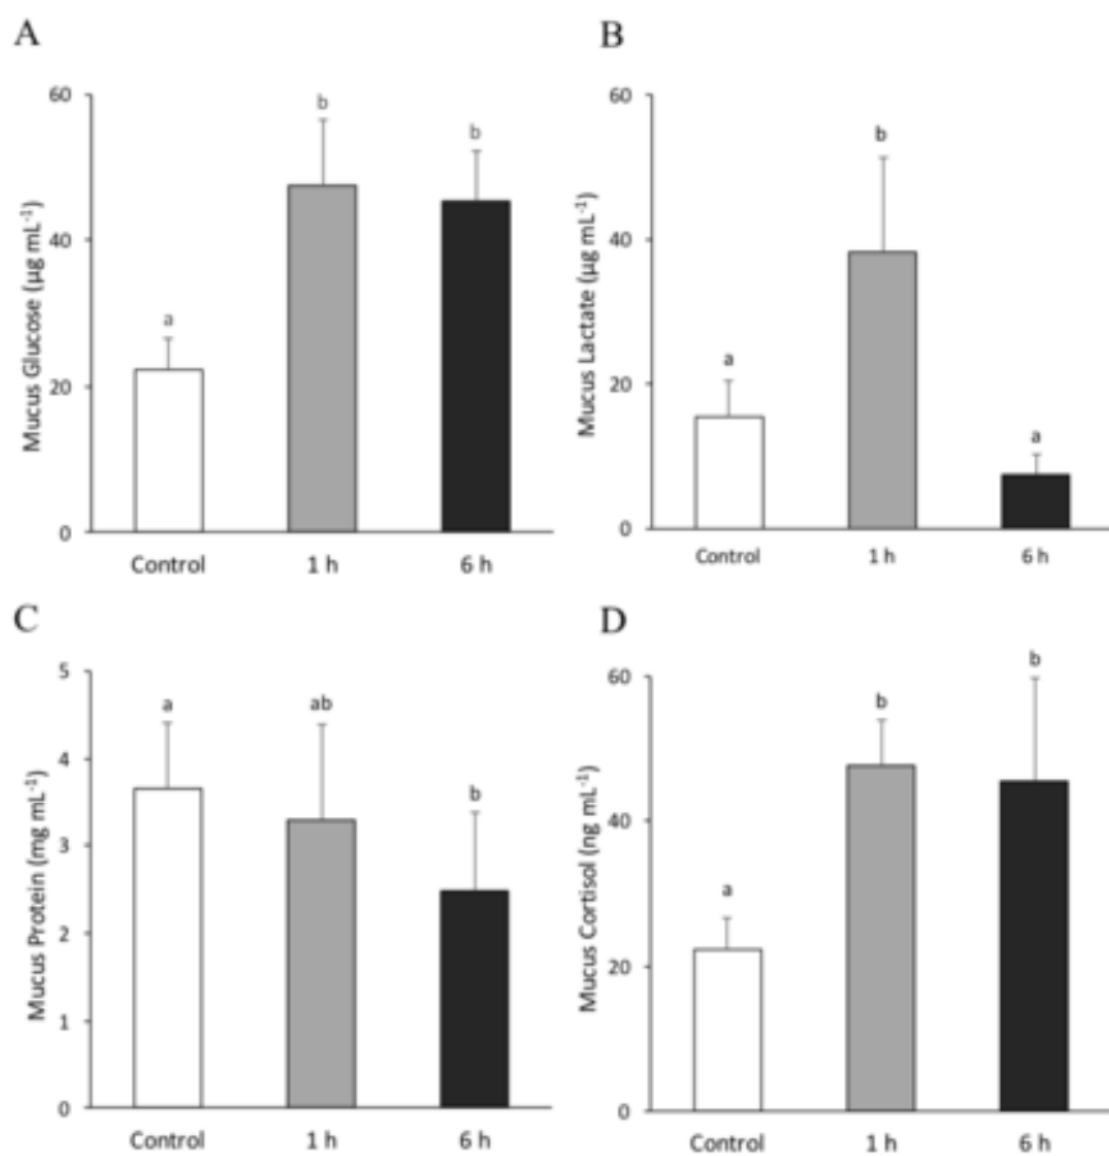 A
Mucus Glucose (µg mL-1)
60
40
20
0
a
b
b
Control 1 h 6 h
B
Mucus Lactate (µg mL-1)
60
40
20
0
a
b
a
Control 1 h 6 h
C
Mucus Protein (mg mL-1)
5
4
3
2
1
0
a
ab
b
Control 1 h 6 h
D
Mucus Cortisol (ng mL-1)
60
40
20
0
a
b
b
Control 1 h 6 h